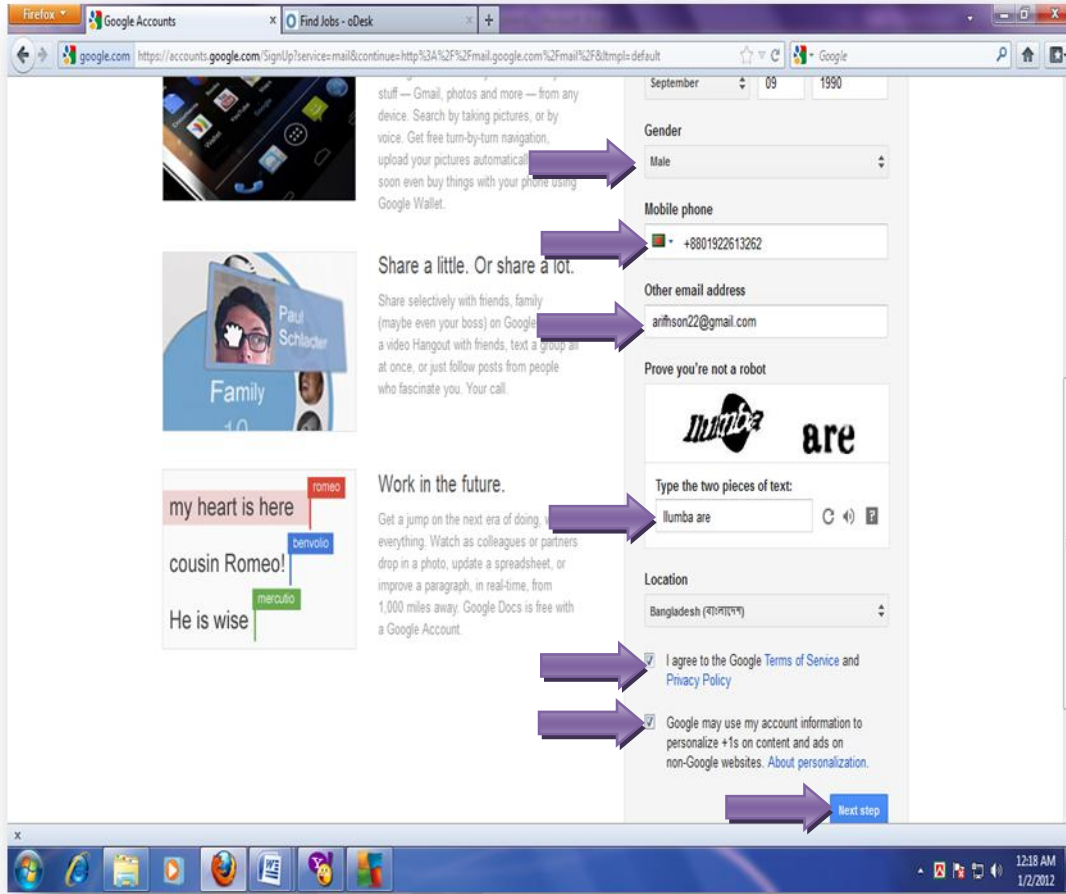 Firefox
Google Accounts
Find Jobs - oDesk
google.com
https://accounts.google.com/SignUp?service=mail&continue=http%3A%2F%2Fmail.google.com%2Fmail%2F&ltmpl=default
Google
stuff — Gmail, photos and more — from any
device. Search by taking pictures, or by
voice. Get free turn-by-turn navigation,
upload your pictures automatical
soon even buy things with your phone using
Google Wallet.
Share a little. Or share a lot.
Share selectively with friends, family
(maybe even your boss) on Google
a video Hangout with friends, text a group all
at once, or just follow posts from people
who fascinate you. Your call.
Paul
Schlacter
Family
10
Work in the future.
Get a jump on the next era of doing, w
everything. Watch as colleagues or partners
drop in a photo, update a spreadsheet, or
improve a paragraph, in real-time, from
1,000 miles away. Google Docs is free with
a Google Account.
romeo
my heart is here
benvolio
cousin Romeo!
mercutio
He is wise
September 09 1990
Gender
Male
Mobile phone
+8801922613262
Other email address
arifhson22@gmail.com
Prove you're not a robot
llumba are
Type the two pieces of text:
llumba are
Location
Bangladesh (বাংলাদেশ)
I agree to the Google Terms of Service and
Privacy Policy
Google may use my account information to
personalize +1s on content and ads on
non-Google websites. About personalization.
Next step
x
12:18 AM
1/2/2012